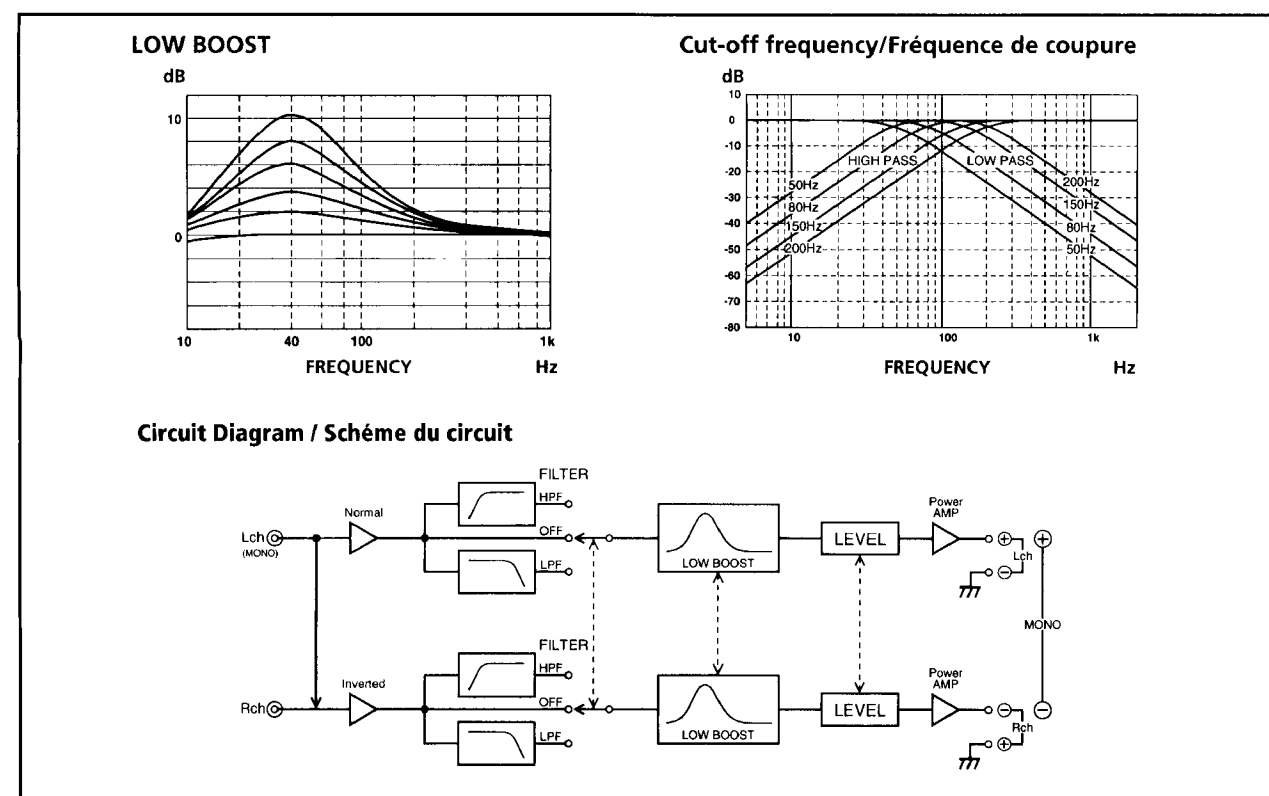 LOW BOOST
dB
10
0
10 40 100 1k
FREQUENCY Hz
Cut-off frequency/Fréquence de coupure
dB
10
0
-10
-20
-30
-40
-50
-60
-70
-80
HIGH PASS LOW PASS
50Hz
80Hz
150Hz
200Hz
200Hz
150Hz
80Hz
50Hz
10 100 1k
FREQUENCY Hz
Circuit Diagram / Schéme du circuit
FILTER
HPF
Normal
Lch
(MONO)
OFF
LPF
LOW BOOST
LEVEL
Power
AMP
+
Lch
-
+
MONO
FILTER
HPF
Inverted
Rch
OFF
LPF
LOW BOOST
LEVEL
Power
AMP
-
Rch
+
-